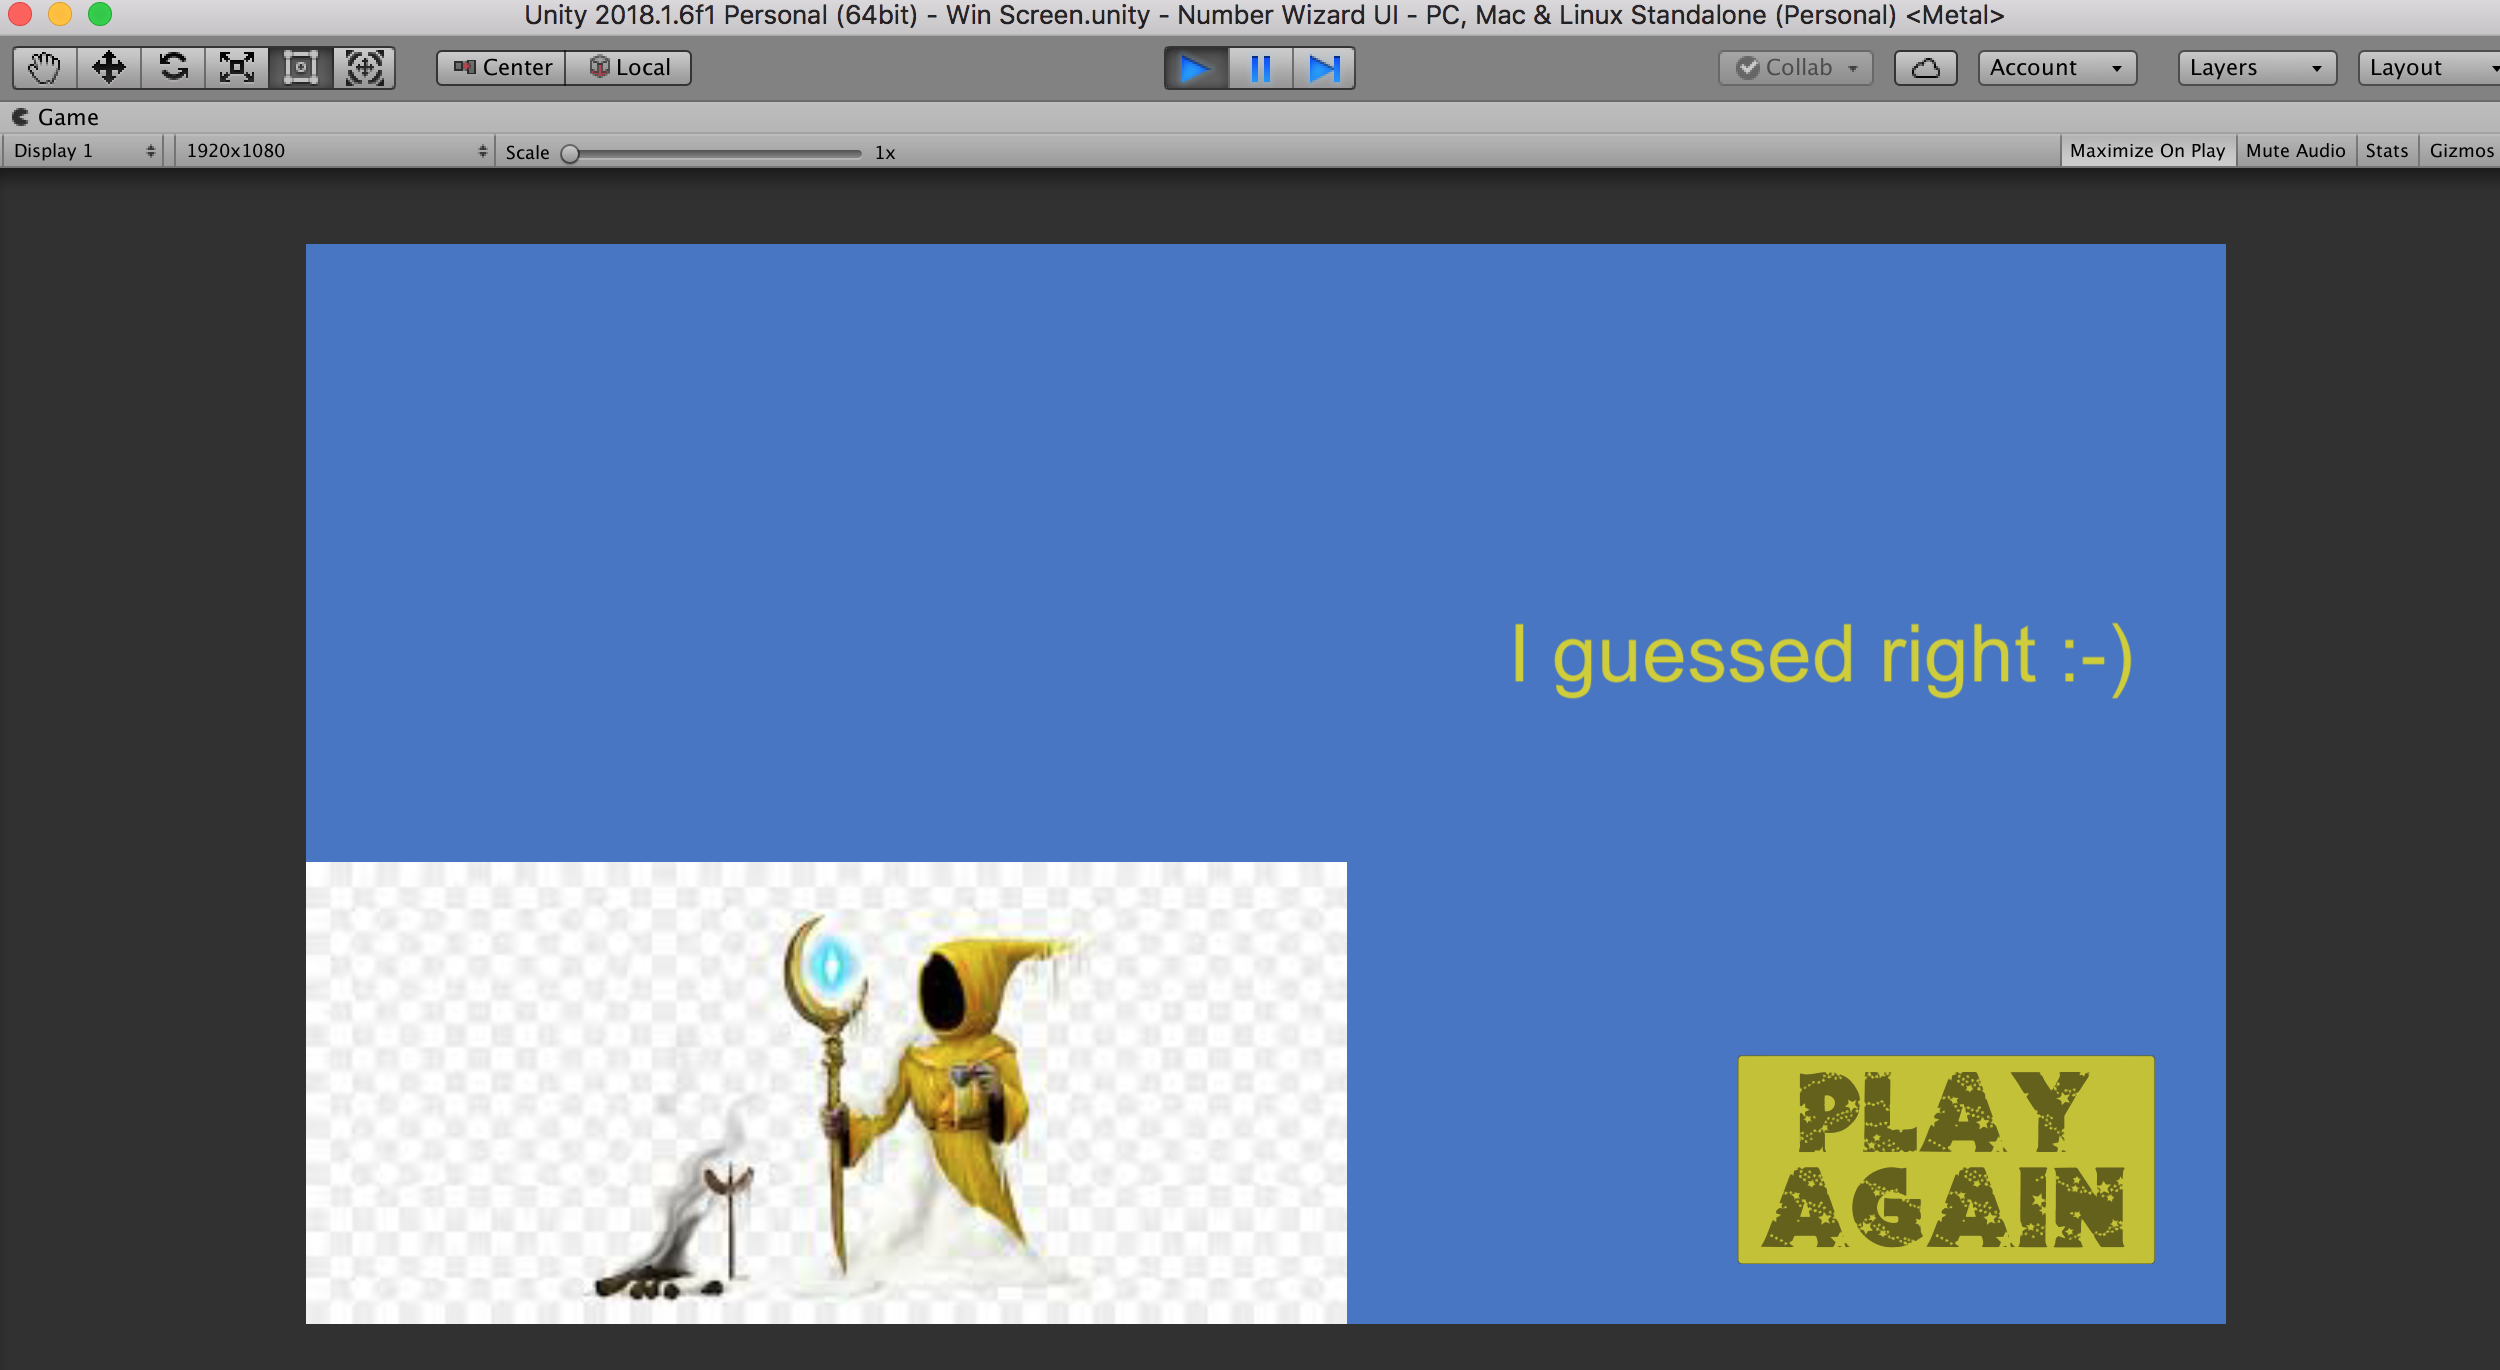 Unity 2018.1.6f1 Personal (64bit) - Win Screen.unity - Number Wizard UI - PC, Mac & Linux Standalone (Personal) <Metal>
Center Local Collab Account Layers Layout
Game
Display 1 1920x1080 Scale 1x Maximize On Play Mute Audio Stats Gizmos
I guessed right :-)
PLAY
AGAIN